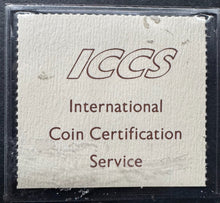 ICCS
International
Coin Certification
Service